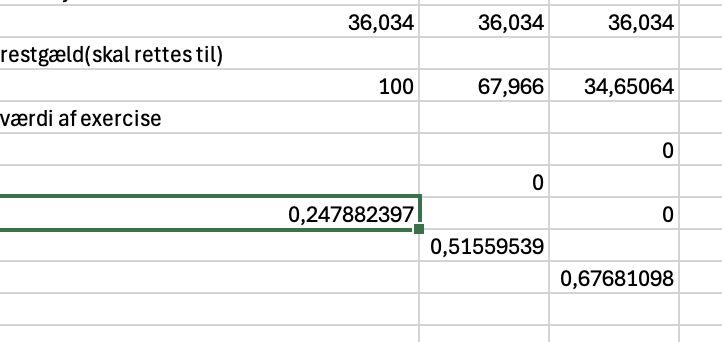 36,034 36,034 36,034
restgæld(skal rettes til)
100 67,966 34,65064
værdi af exercise
0
0
0,247882397 0
0,51559539
0,67681098